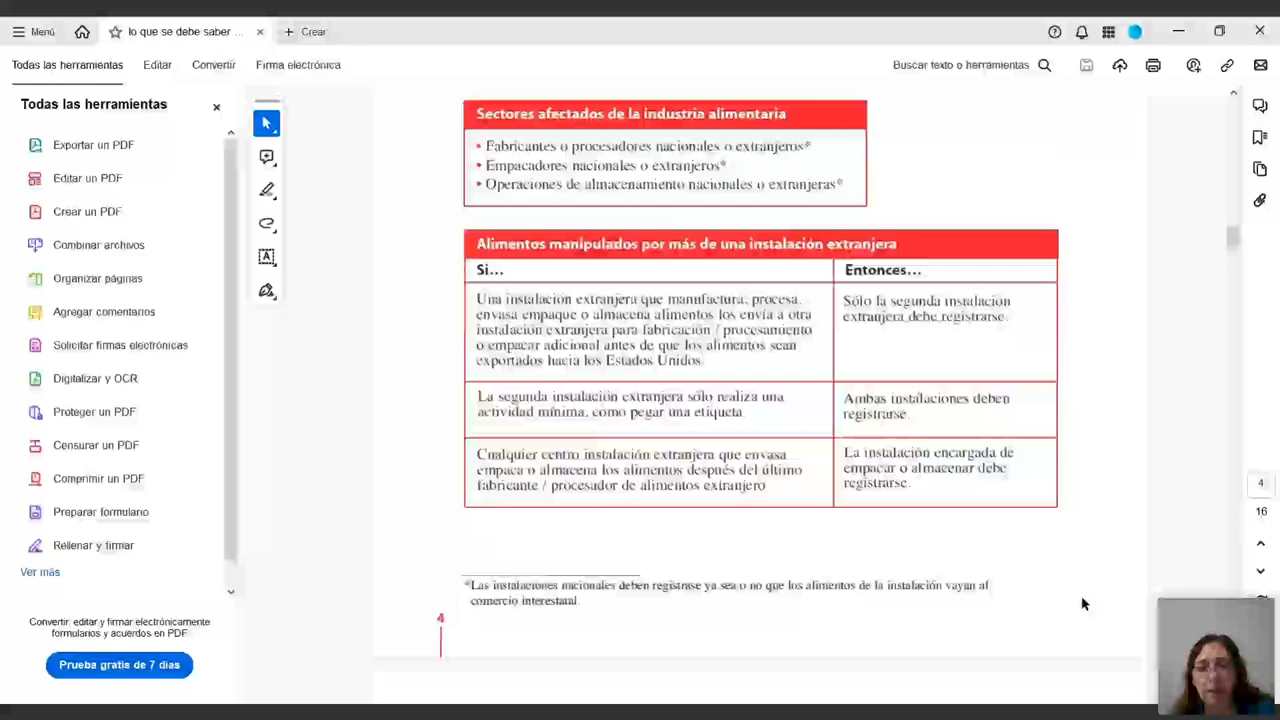 Menú
lo que se debe saber ...
Crear
Todas las herramientas
Editar
Convertir
Firma electrónica
Buscar texto o herramientas
Todas las herramientas
Exportar un PDF
Editar un PDF
Crear un PDF
Combinar archivos
Organizar páginas
Agregar comentarios
Solicitar firmas electrónicas
Digitalizar y OCR
Proteger un PDF
Censurar un PDF
Comprimir un PDF
Preparar formulario
Rellenar y firmar
Ver más
Convertir, editar y firmar electrónicamente
formularios y acuerdos en PDF
Prueba gratis de 7 días
Sectores afectados de la industria alimentaria
• Fabricantes o procesadores nacionales o extranjeros*
• Empacadores nacionales o extranjeros*
• Operaciones de almacenamiento nacionales o extranjeras*
Alimentos manipulados por más de una instalación extranjera
Si...
Entonces...
Una instalación extranjera que manufactura, procesa,
envasa empaque o almacena alimentos los envía a otra
instalación extranjera para fabricación / procesamiento
o empacar adicional antes de que los alimentos sean
exportados hacia los Estados Unidos.
Sólo la segunda instalación
extranjera debe registrarse.
La segunda instalación extranjera sólo realiza una
actividad mínima, como pegar una etiqueta.
Ambas instalaciones deben
registrarse.
Cualquier centro instalación extranjera que envasa
empaca o almacena los alimentos después del último
fabricante / procesador de alimentos extranjero
La instalación encargada de
empacar o almacenar debe
registrarse.
*Las instalaciones nacionales deben registrase ya sea o no que los alimentos de la instalación vayan al
comercio interestatal.
4
4
16